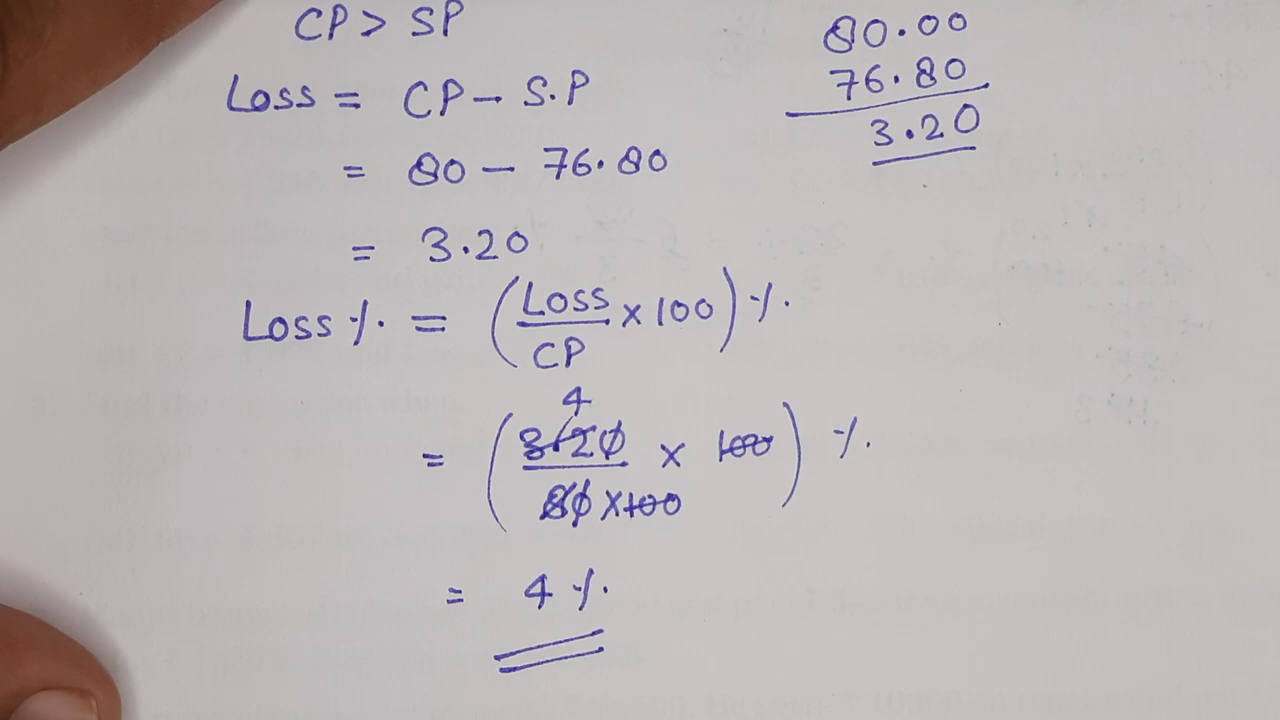 CP > SP
Loss = CP - S.P
= 80 - 76.80
= 3.20
Loss % = (Loss/CP × 100) %
4
= (3.20/80×100 × 100) %
= 4 %
80.00
76.80
3.20